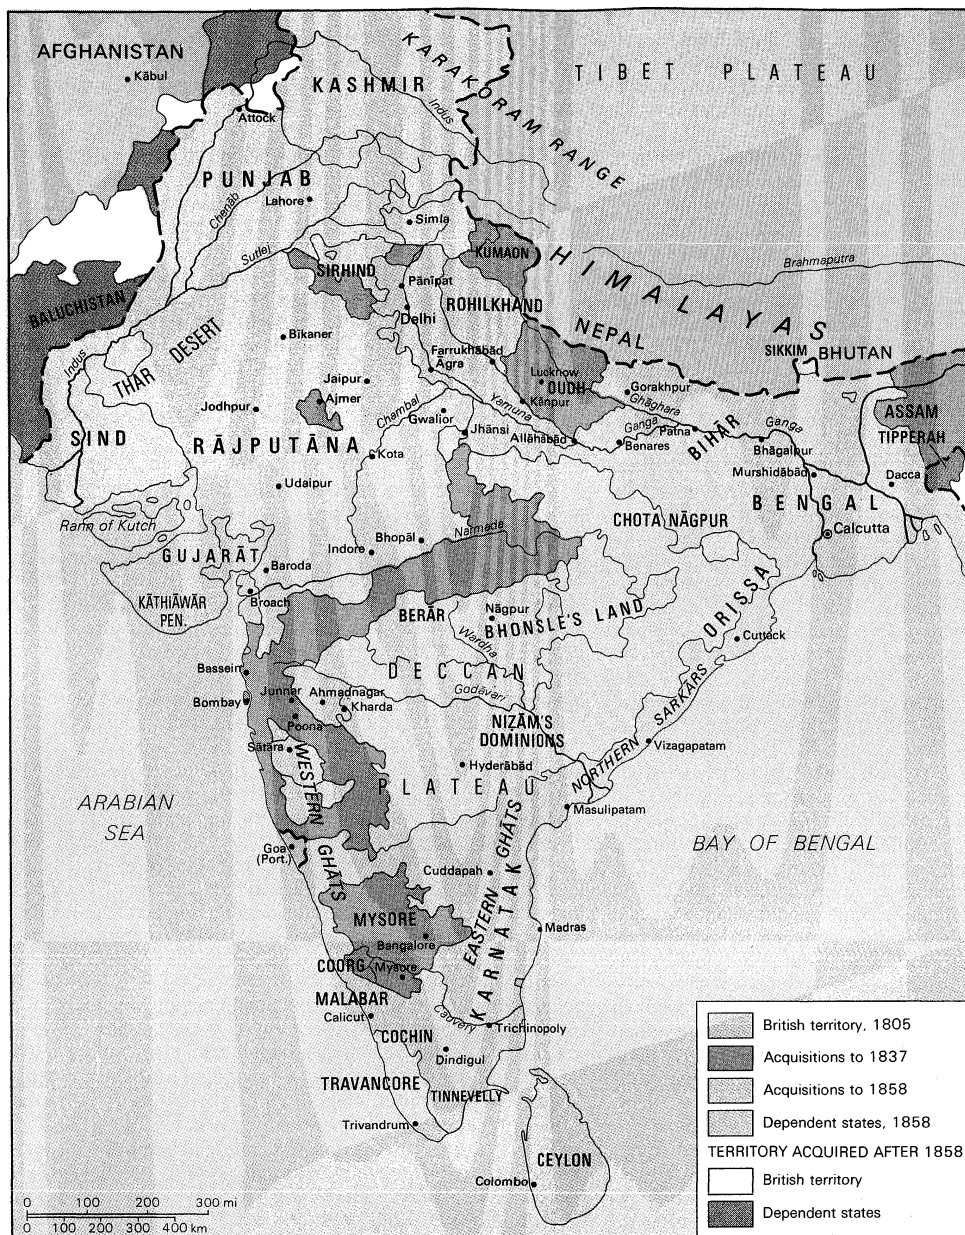 AFGHANISTAN
Kābul
KARAKORAM RANGE
TIBET PLATEAU
KASHMIR
Indus
Attock
PUNJAB
Chenāb
Lahore
Simla
Sutlej
SIRHIND
KUMAON
HIMALAYAS
Brahmaputra
Pānīpat
BALUCHISTAN
ROHILKHAND
Delhi
NEPAL
DESERT
Bīkaner
SIKKIM
BHUTAN
Indus
THAR
Farrukhābād
Āgra
Lucknow
OUDH
Gorakhpur
Jaipur
Ghāghara
Ajmer
Kānpur
Jodhpur
Chambal
Yamuna
Gwalior
ASSAM
SIND
RĀJPUTĀNA
Jhānsi
Allāhābād
Ganga
Patna
BIHĀR
Ganga
TIPPERAH
Benares
Bhāgalpur
Kota
Murshidābād
Dacca
Udaipur
BENGAL
Rann of Kutch
CHOTA NĀGPUR
Narmada
Calcutta
GUJARĀT
Bhopāl
Indore
Baroda
ORISSA
KĀTHIĀWĀR
PEN.
Broach
BERĀR
Nāgpur
BHONSLE'S LAND
Wardha
Cuttack
Bassein
DECCAN
Junnar
Ahmadnagar
Godāvari
Bombay
Kharda
SARKĀRS
Poona
NIẒĀM'S
DOMINIONS
Sātāra
WESTERN
Vizagapatam
Hyderābād
NORTHERN
PLATEAU
ARABIAN
SEA
Masulipatam
GHĀTS
BAY OF BENGAL
Goa
(Port.)
GHĀTS
Cuddapah
EASTERN
KARNATAK
MYSORE
Bangalore
Madras
COORG
Mysore
MALABAR
Calicut
Cauvery
Trichinopoly
COCHIN
Dindigul
TRAVANCORE
TINNEVELLY
Trivandrum
CEYLON
Colombo
British territory, 1805
Acquisitions to 1837
Acquisitions to 1858
Dependent states, 1858
TERRITORY ACQUIRED AFTER 1858
British territory
Dependent states
0 100 200 300 mi
0 100 200 300 400 km